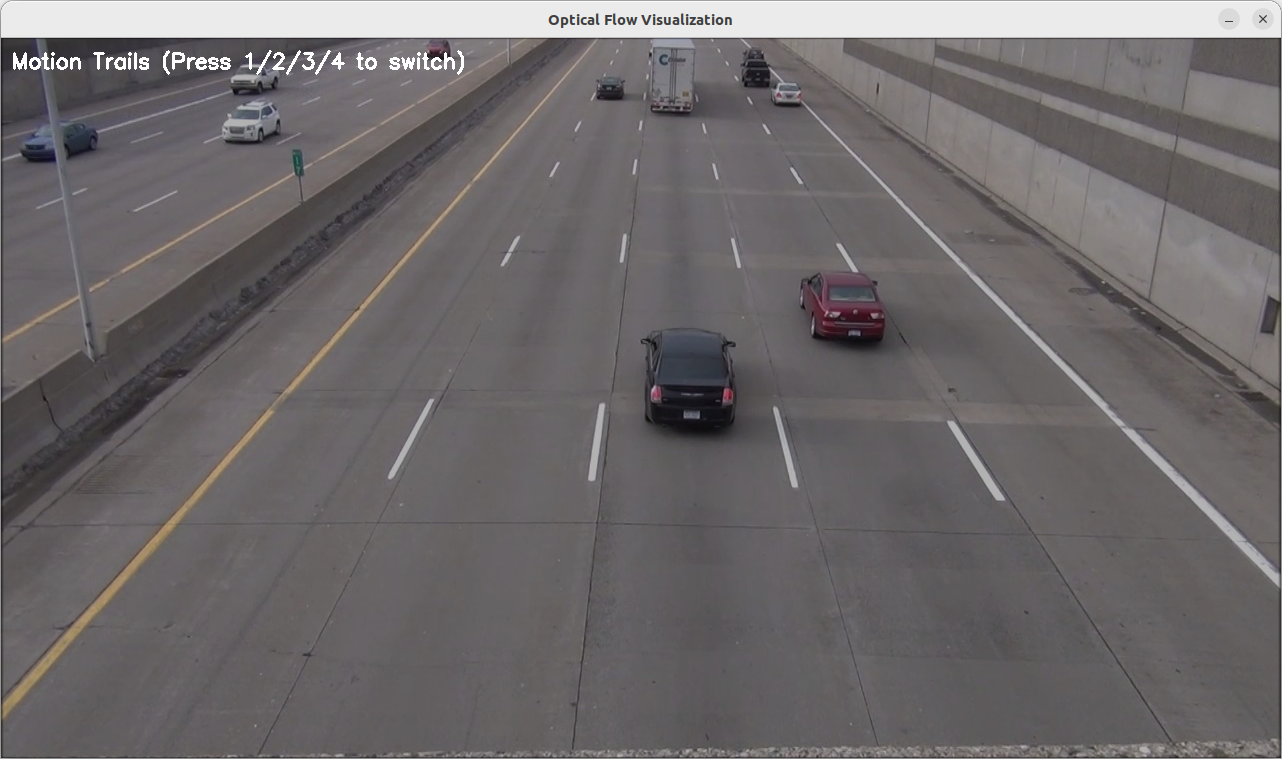 Optical Flow Visualization
Motion Trails (Press 1/2/3/4 to switch)